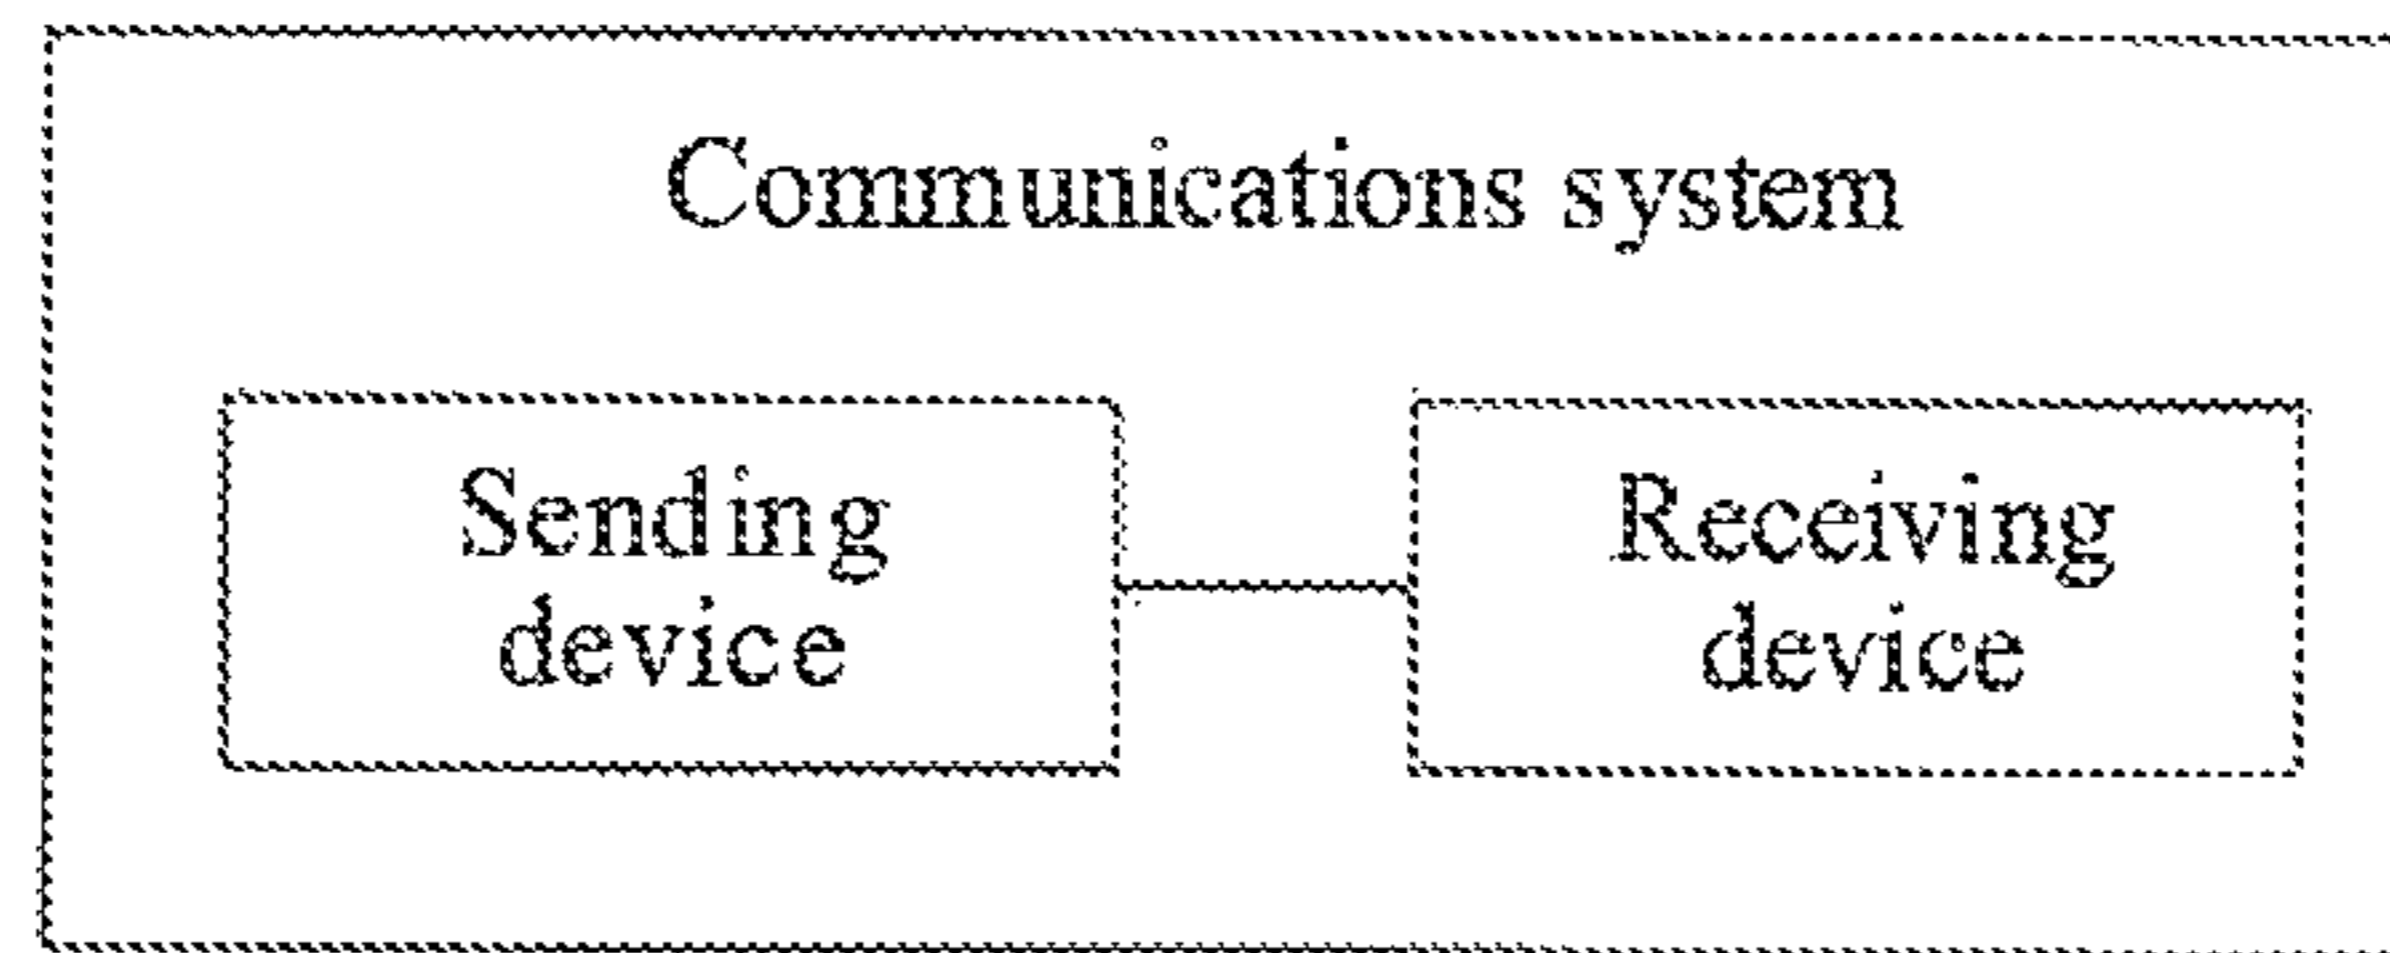 Communications system
Sending
device
Receiving
device